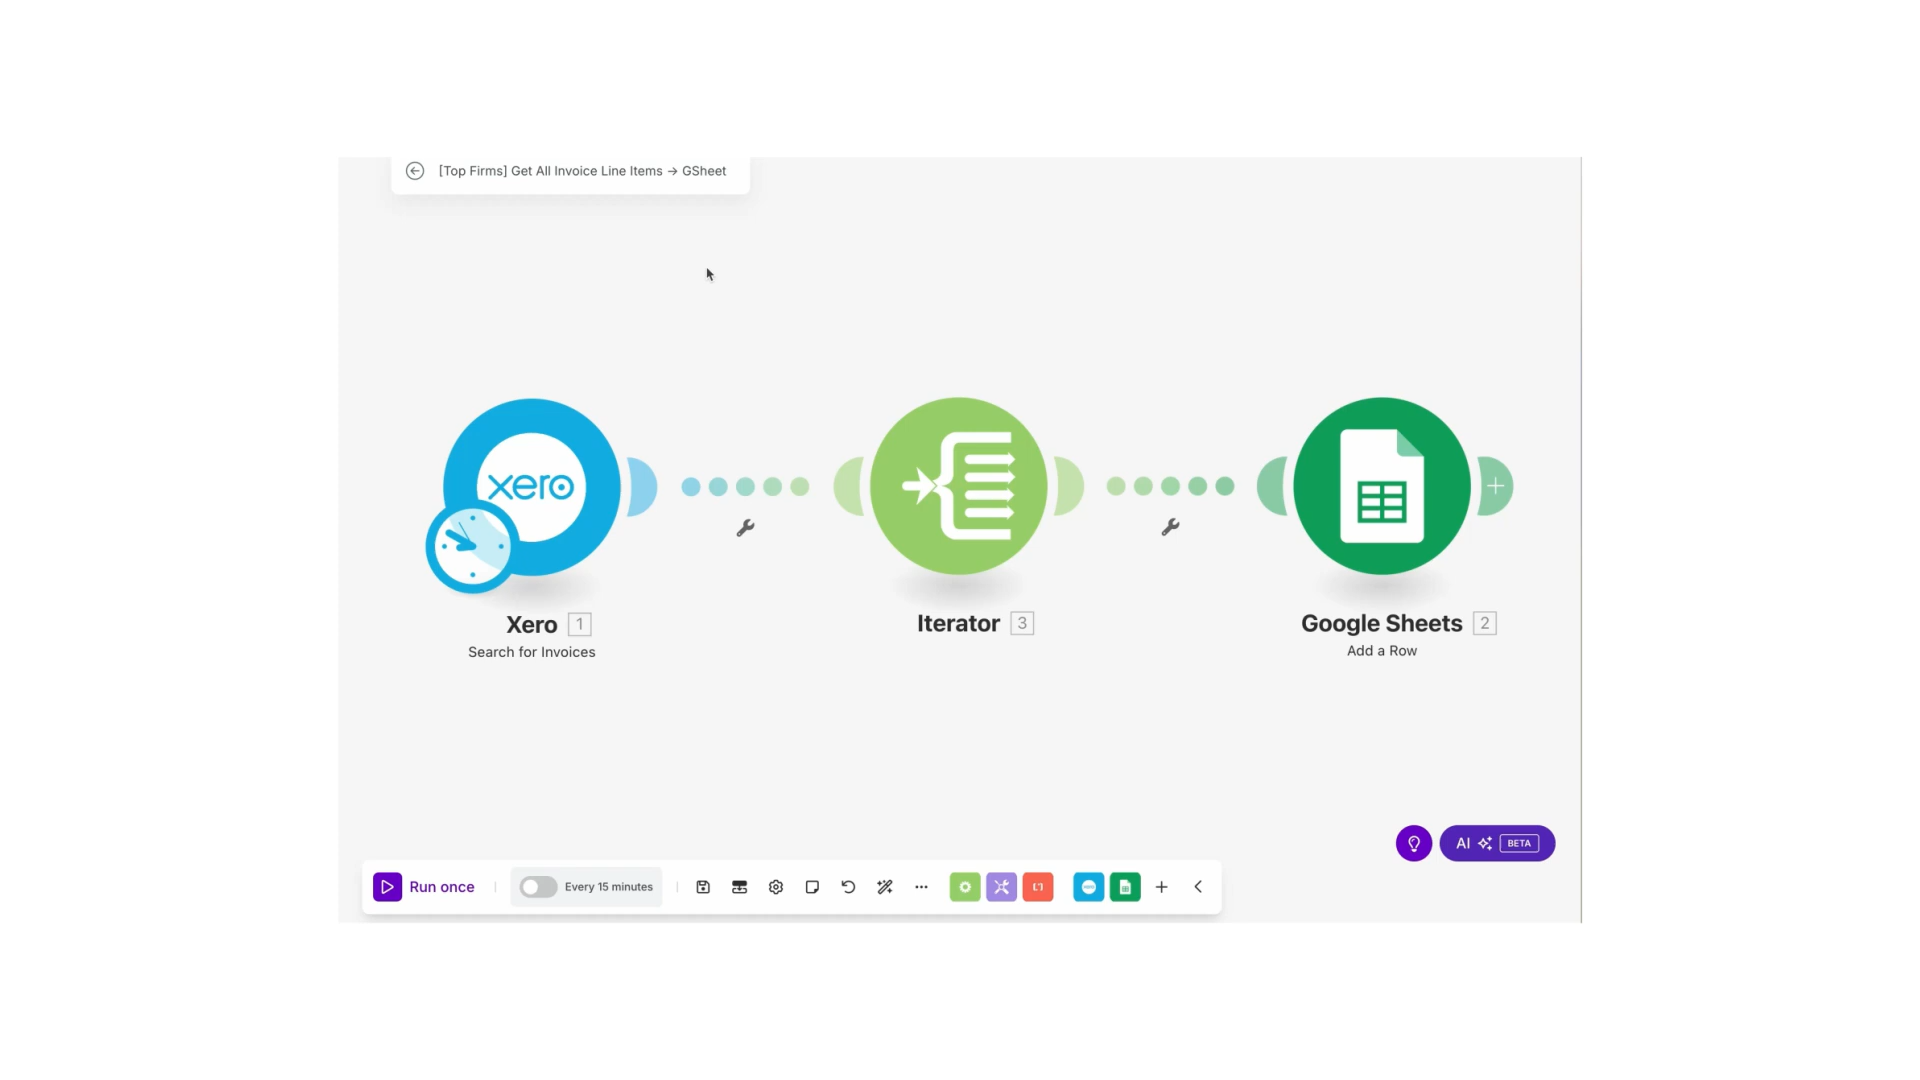 [Top Firms] Get All Invoice Line Items → GSheet
xero
Xero 1
Search for Invoices
Iterator 3
Google Sheets 2
Add a Row
AI BETA
Run once
Every 15 minutes